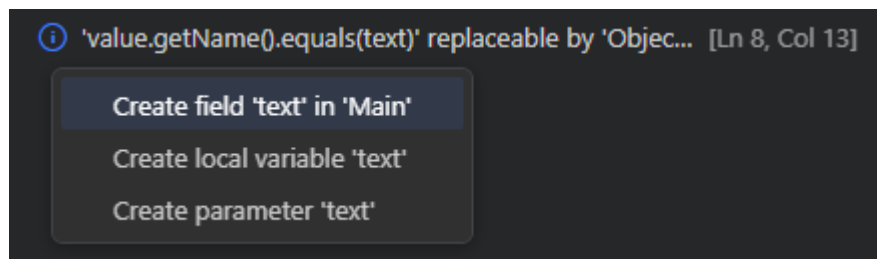 'value.getName().equals(text)' replaceable by 'Objec... [Ln 8, Col 13]
Create field 'text' in 'Main'
Create local variable 'text'
Create parameter 'text'